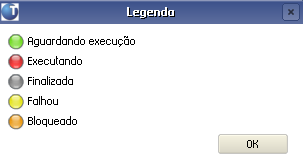 Legenda
Aguardando execução
Executando
Finalizada
Falhou
Bloqueado
OK